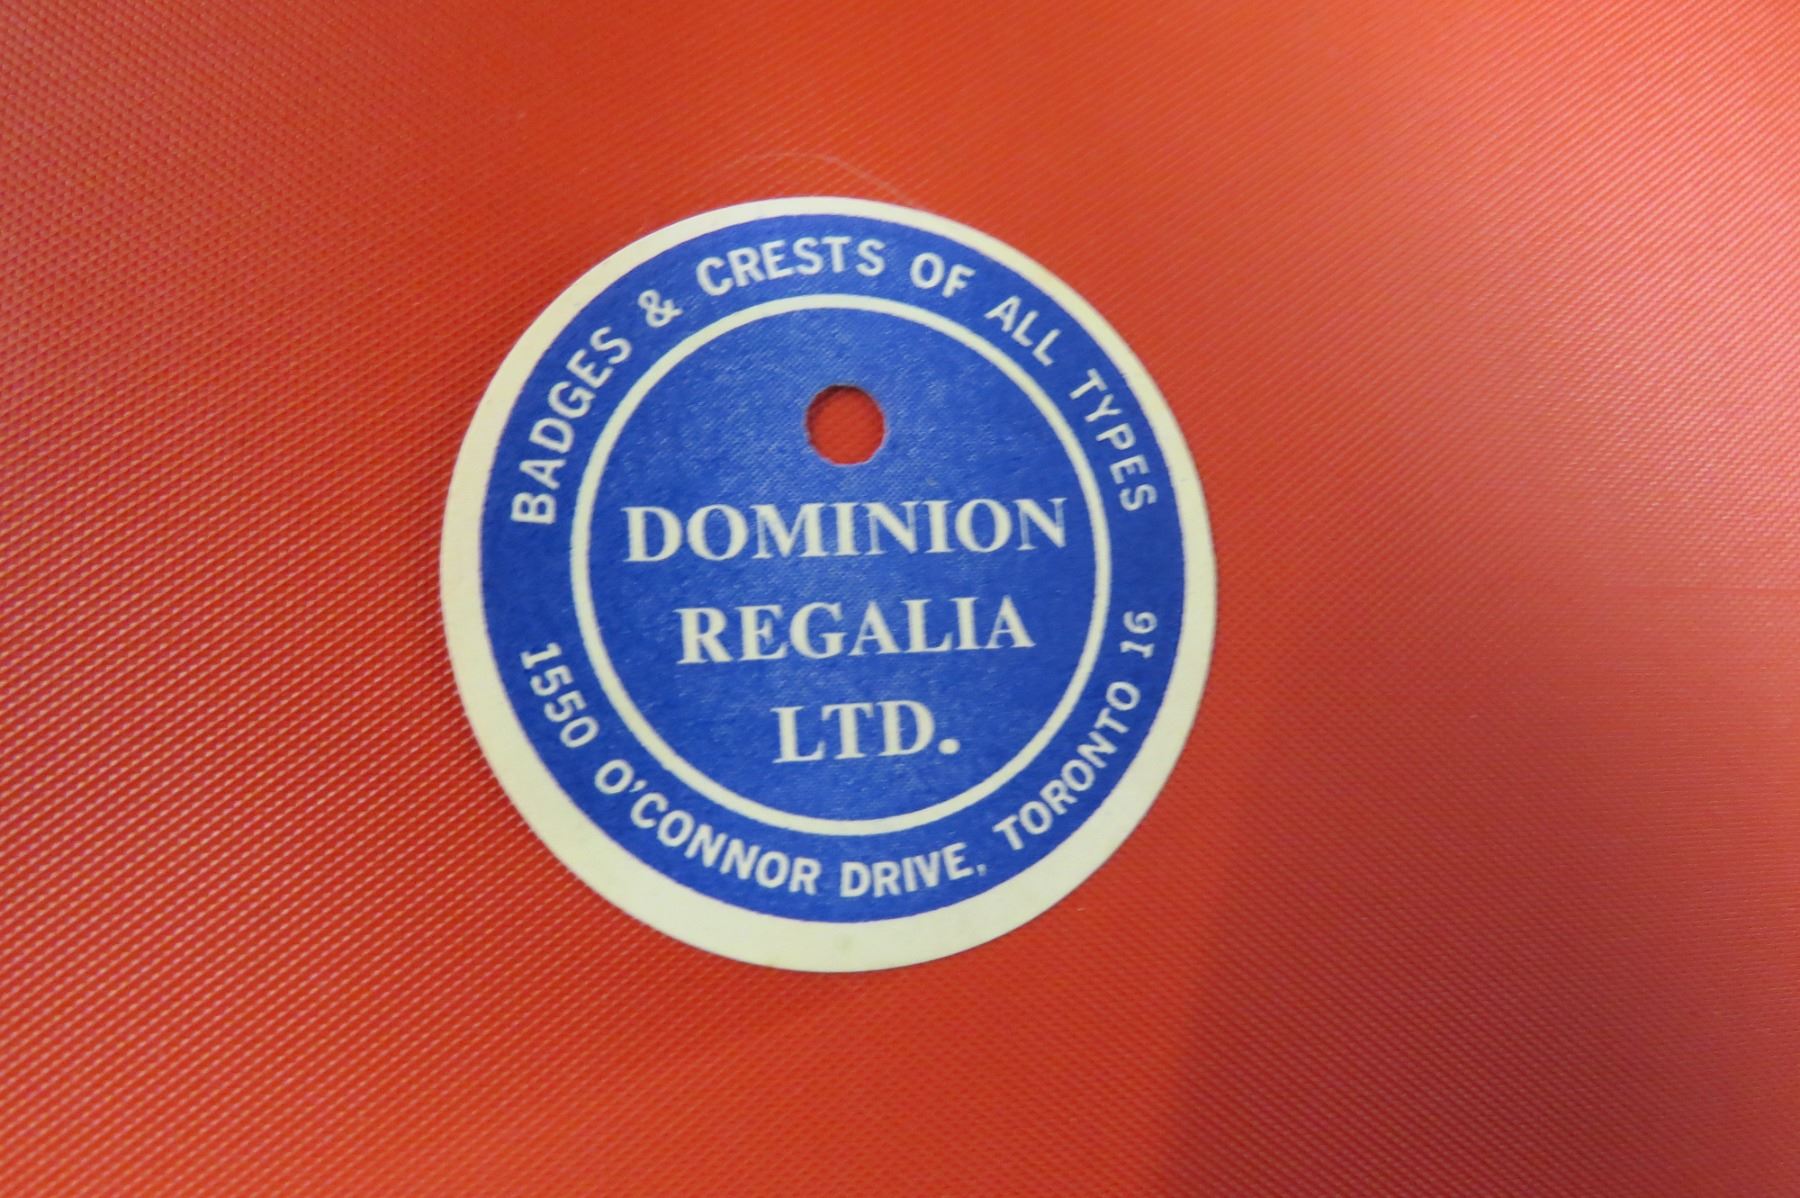 BADGES & CRESTS OF ALL TYPES
DOMINION
REGALIA
LTD.
1550 O'CONNOR DRIVE, TORONTO 16